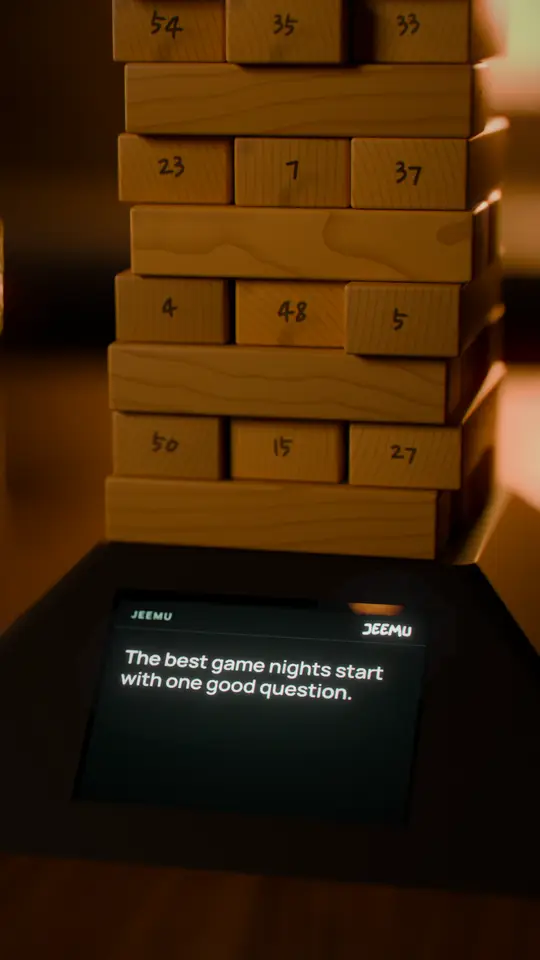 54 35 33
23 7 37
4 48 5
50 15 27
JEEMU JEEMU
The best game nights start
with one good question.